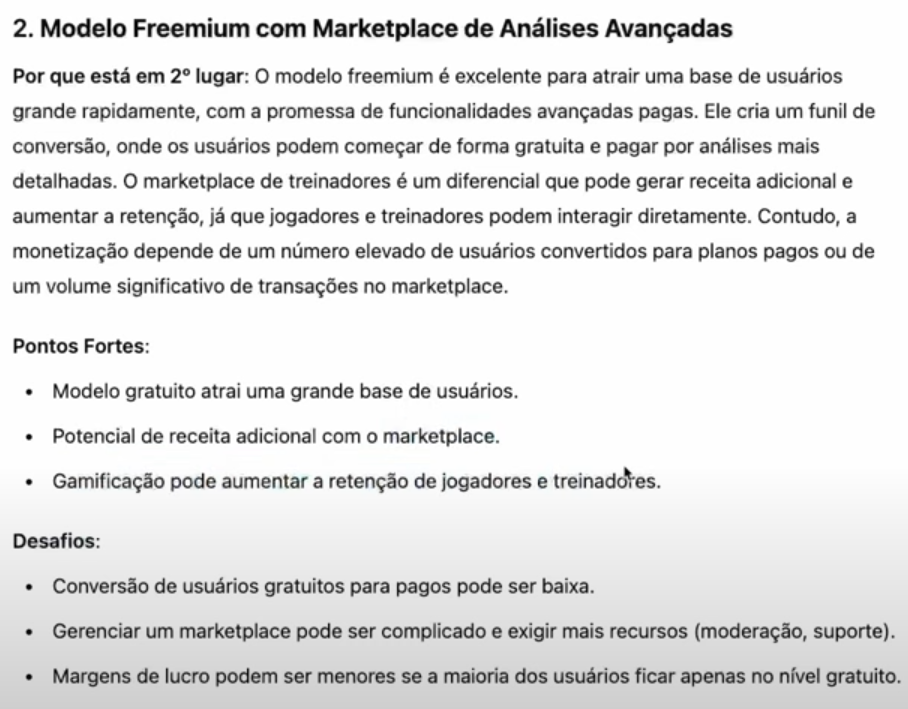 2. Modelo Freemium com Marketplace de Análises Avançadas
Por que está em 2º lugar: O modelo freemium é excelente para atrair uma base de usuários
grande rapidamente, com a promessa de funcionalidades avançadas pagas. Ele cria um funil de
conversão, onde os usuários podem começar de forma gratuita e pagar por análises mais
detalhadas. O marketplace de treinadores é um diferencial que pode gerar receita adicional e
aumentar a retenção, já que jogadores e treinadores podem interagir diretamente. Contudo, a
monetização depende de um número elevado de usuários convertidos para planos pagos ou de
um volume significativo de transações no marketplace.
Pontos Fortes:
• Modelo gratuito atrai uma grande base de usuários.
• Potencial de receita adicional com o marketplace.
• Gamificação pode aumentar a retenção de jogadores e treinadores.
Desafios:
• Conversão de usuários gratuitos para pagos pode ser baixa.
• Gerenciar um marketplace pode ser complicado e exigir mais recursos (moderação, suporte).
• Margens de lucro podem ser menores se a maioria dos usuários ficar apenas no nível gratuito.